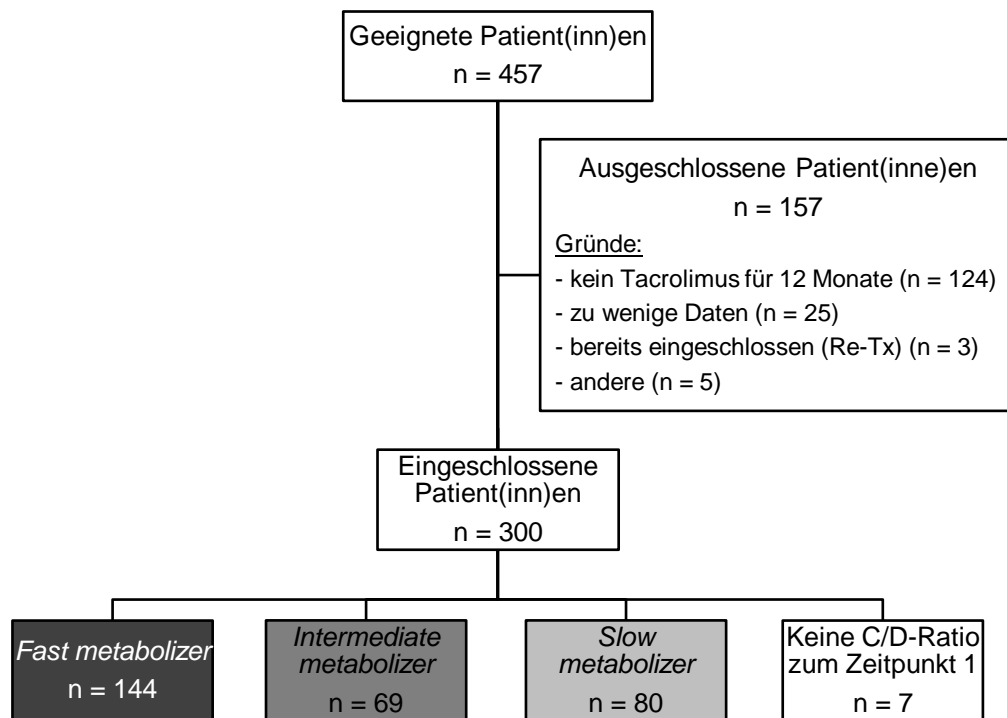 Geeignete Patient(inn)en
n = 457
Ausgeschlossene Patient(inne)en
n = 157
Gründe:
- kein Tacrolimus für 12 Monate (n = 124)
- zu wenige Daten (n = 25)
- bereits eingeschlossen (Re-Tx) (n = 3)
- andere (n = 5)
Eingeschlossene
Patient(inn)en
n = 300
Fast metabolizer
n = 144
Intermediate
metabolizer
n = 69
Slow
metabolizer
n = 80
Keine C/D-Ratio
zum Zeitpunkt 1
n = 7